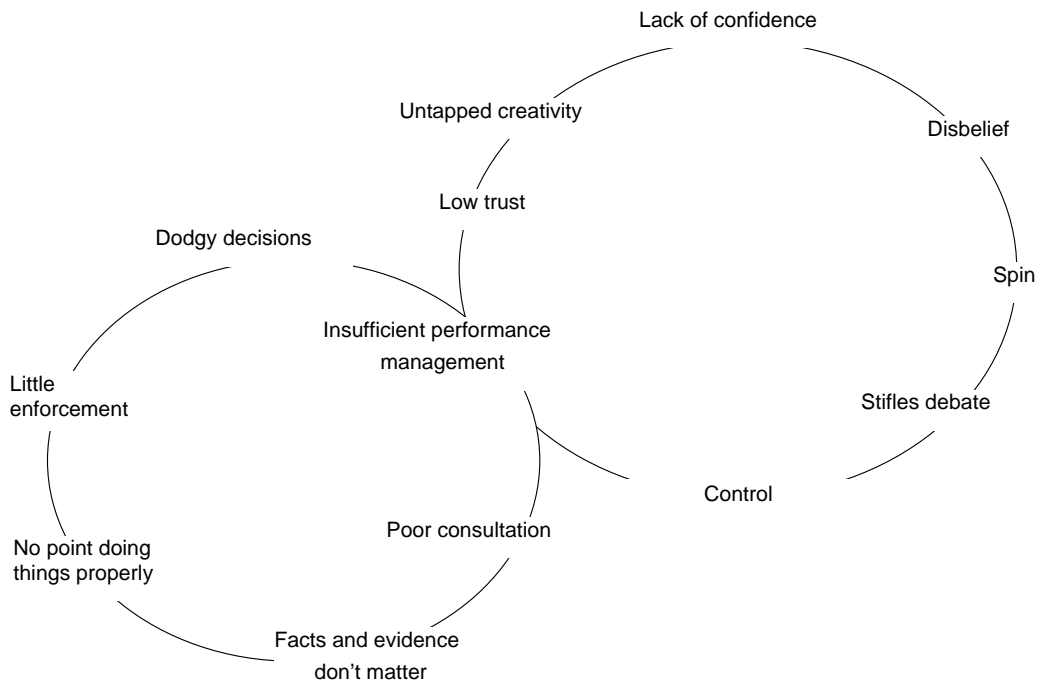 Lack of confidence
Untapped creativity
Disbelief
Low trust
Dodgy decisions
Spin
Insufficient performance
management
Little
enforcement
Stifles debate
Control
Poor consultation
No point doing
things properly
Facts and evidence
don’t matter